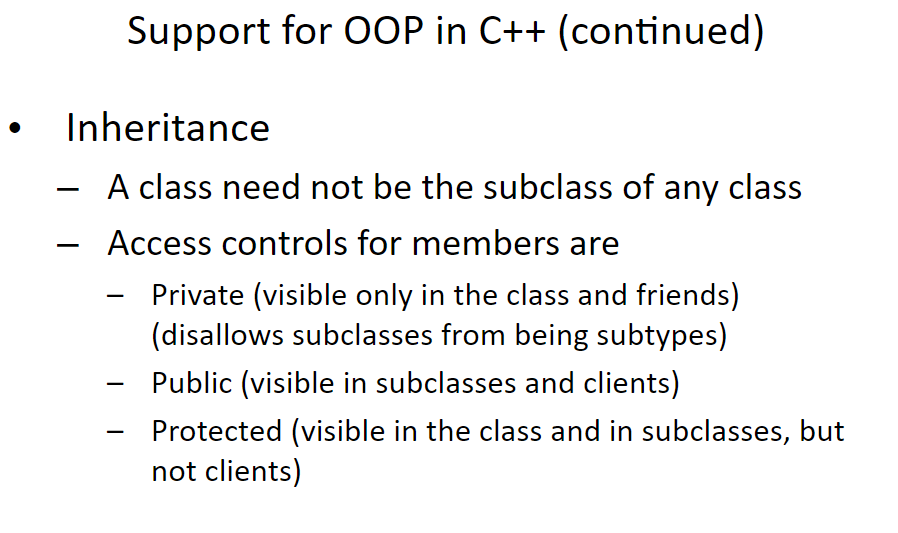 Support for OOP in C++ (continued)
• Inheritance
– A class need not be the subclass of any class
– Access controls for members are
– Private (visible only in the class and friends)
(disallows subclasses from being subtypes)
– Public (visible in subclasses and clients)
– Protected (visible in the class and in subclasses, but
not clients)